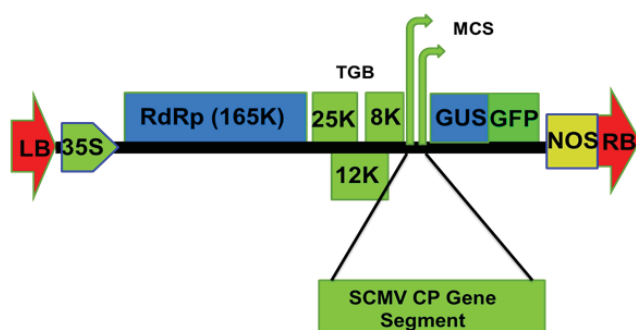 MCS
TGB
RdRp (165K)
25K
8K
GUS
GFP
LB
35S
NOS
RB
12K
SCMV CP Gene
Segment